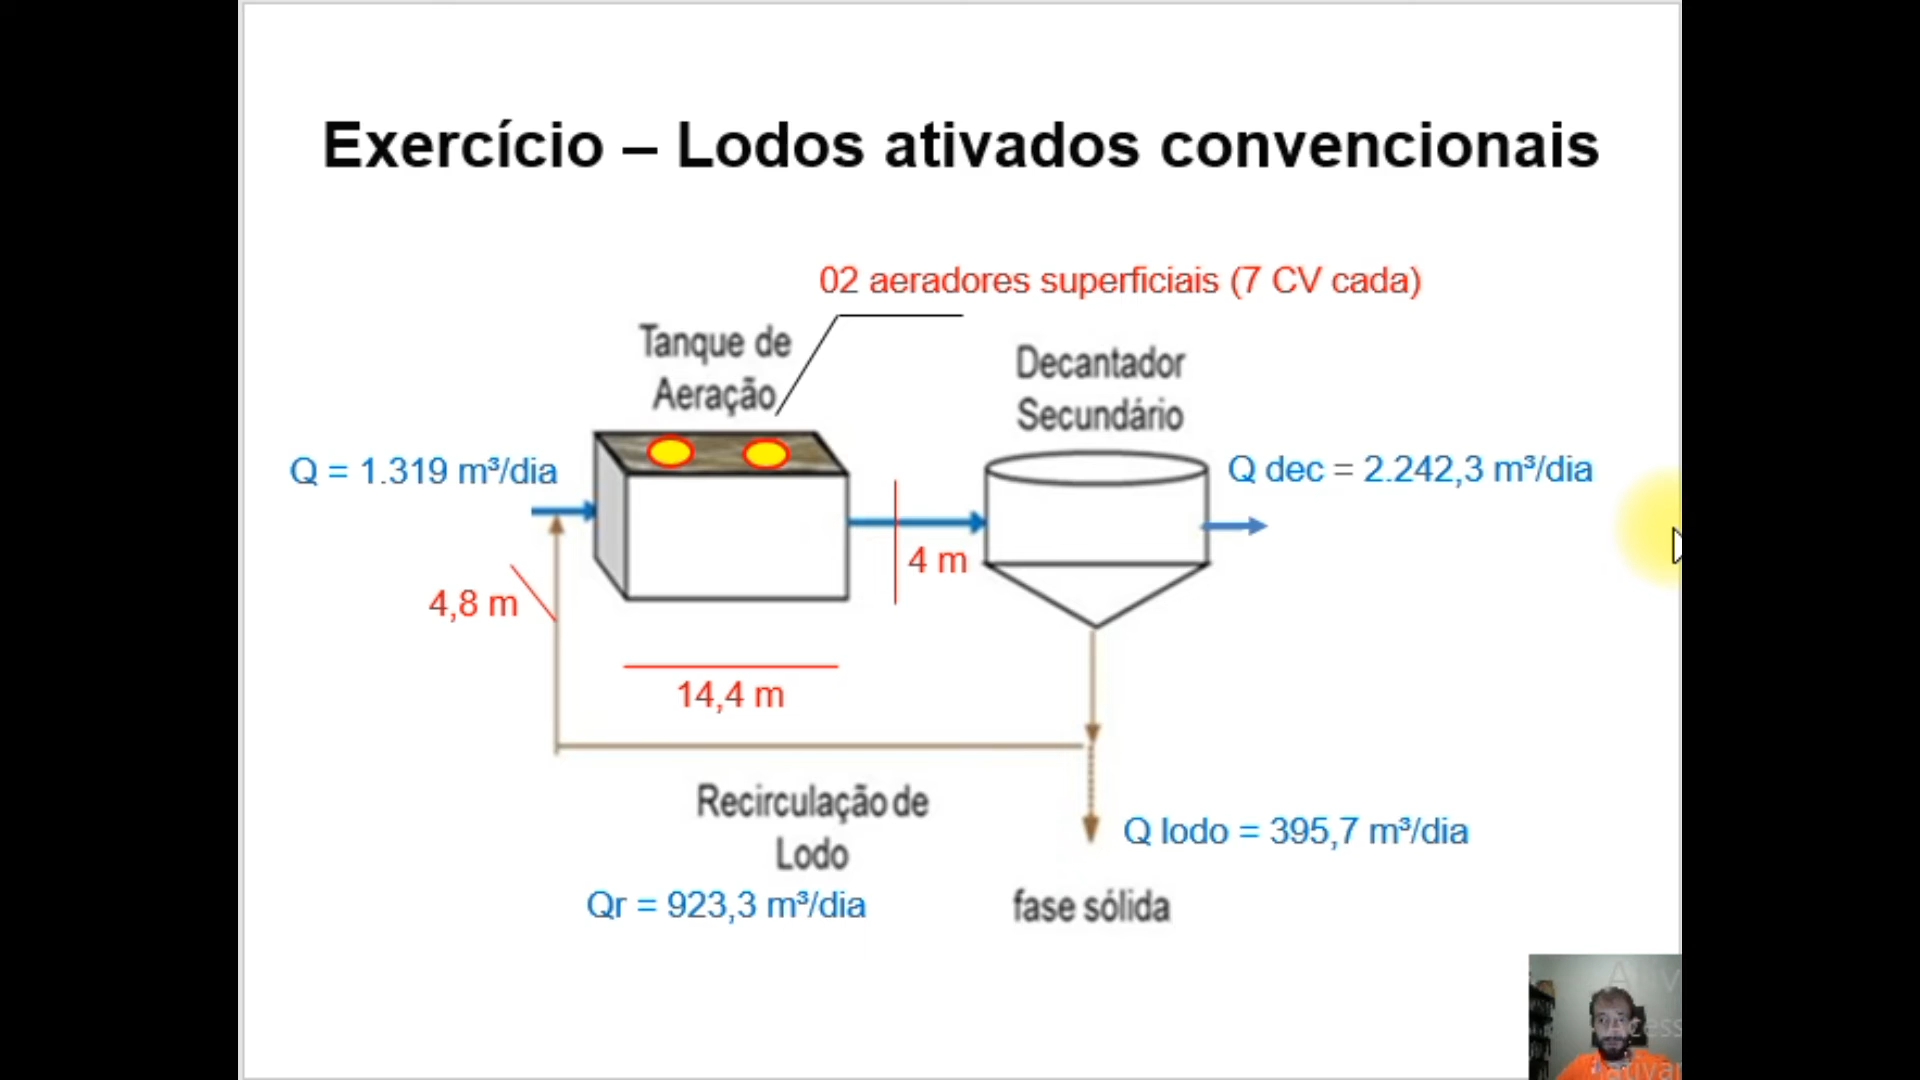 Exercício – Lodos ativados convencionais
02 aeradores superficiais (7 CV cada)
Tanque de
Aeração
Decantador
Secundário
Q = 1.319 m³/dia
Q dec = 2.242,3 m³/dia
4 m
4,8 m
14,4 m
Recirculação de
Lodo
Qr = 923,3 m³/dia
Q lodo = 395,7 m³/dia
fase sólida